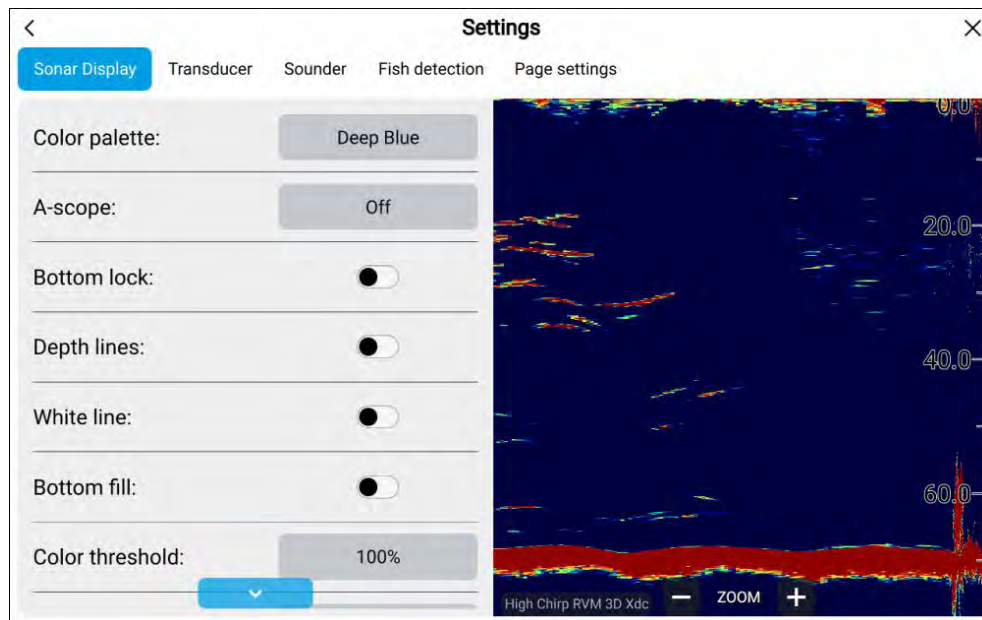 Settings
Sonar Display Transducer Sounder Fish detection Page settings
Color palette: Deep Blue
A-scope: Off
Bottom lock:
Depth lines:
White line:
Bottom fill:
Color threshold: 100%
0.0
20.0
40.0
60.0
High Chirp RVM 3D Xdc ZOOM